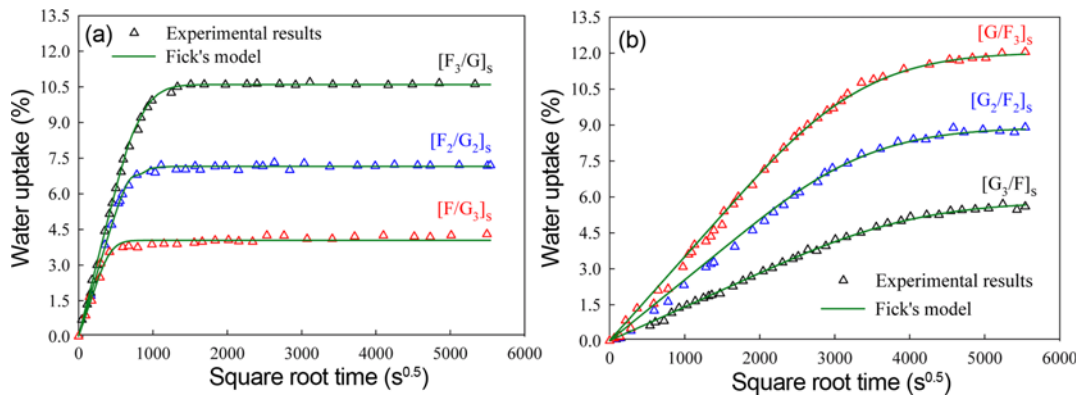 (a)
Experimental results
Fick's model
[F₃/G]ₛ
[F₂/G₂]ₛ
[F/G₃]ₛ
Water uptake (%)
13.5
12.0
10.5
9.0
7.5
6.0
4.5
3.0
1.5
0.0
0 1000 2000 3000 4000 5000 6000
Square root time (s⁰·⁵)
(b)
[G/F₃]ₛ
[G₂/F₂]ₛ
[G₃/F]ₛ
Experimental results
Fick's model
Water uptake (%)
13.5
12.0
10.5
9.0
7.5
6.0
4.5
3.0
1.5
0.0
0 1000 2000 3000 4000 5000 6000
Square root time (s⁰·⁵)